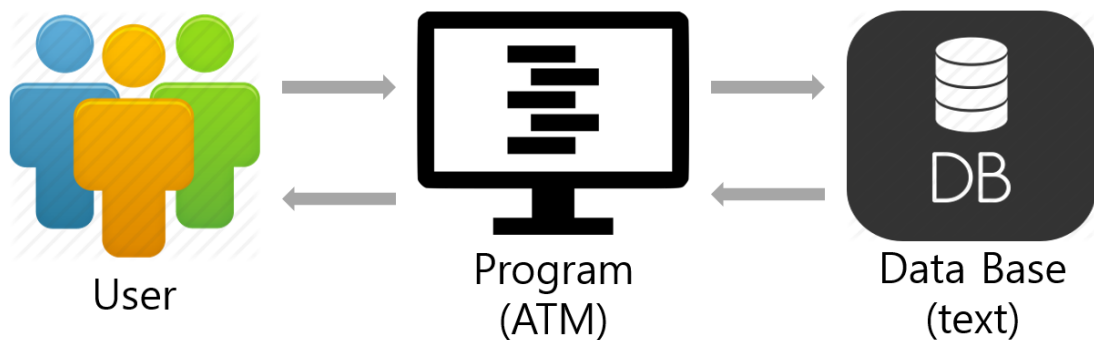 DB
User
Program
(ATM)
Data Base
(text)